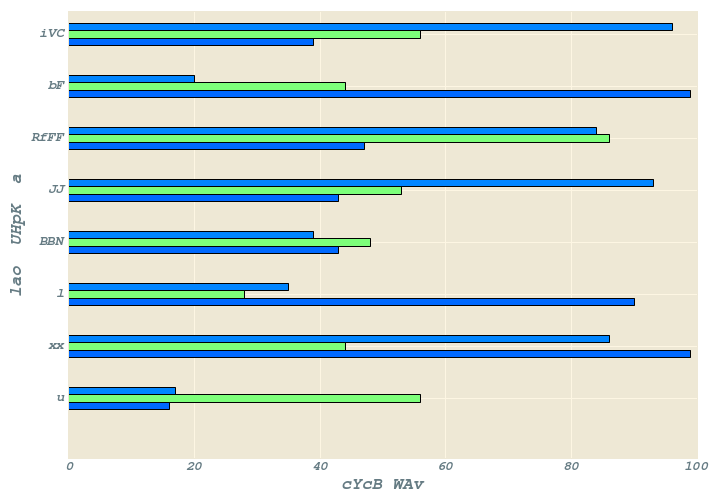 iVC
bF
RfFF
JJ
BBN
l
xx
u
0 20 40 60 80 100
cYcB WAv
lao UHpK a